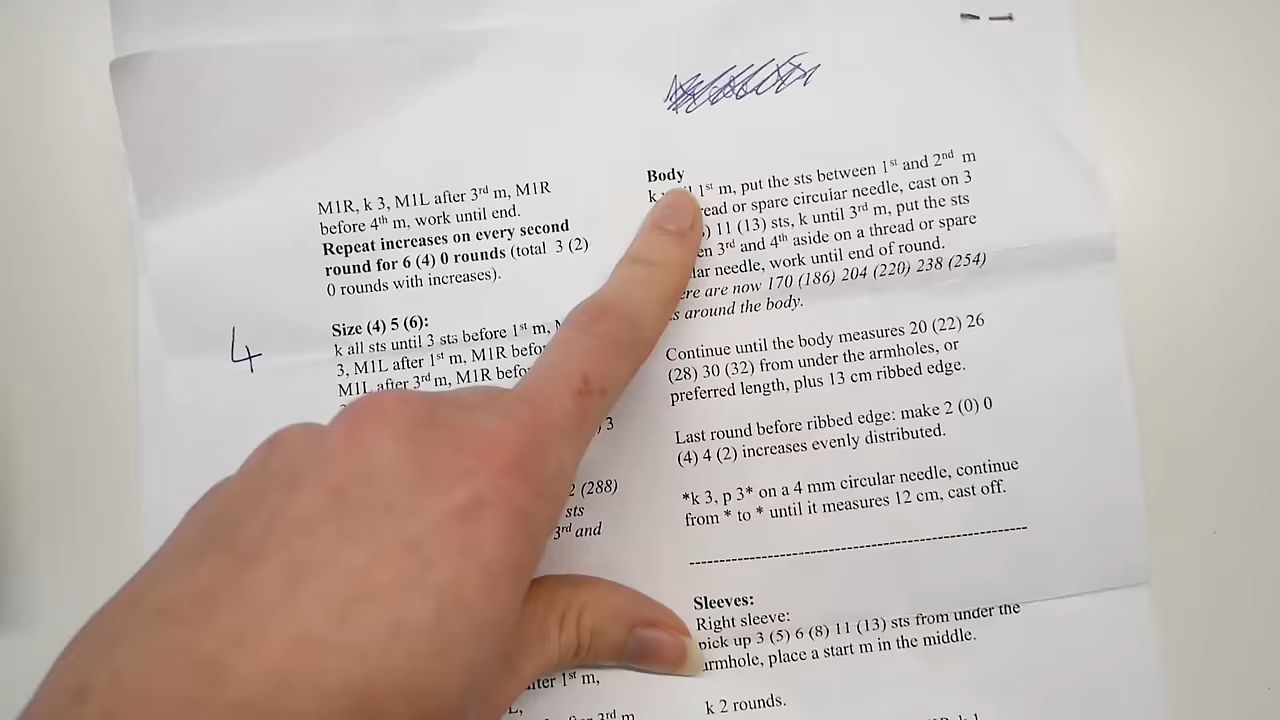 M1R, k 3, M1L after 3rd m, M1R
before 4th m, work until end.
Repeat increases on every second
round for 6 (4) 0 rounds (total 3 (2)
0 rounds with increases).
Size (4) 5 (6):
k all sts until 3 sts before 1st m,
3, M1L after 1st m, M1R
M1L after 3rd m, M1R
3
(288)
sts
3rd and
after 1st m,
3rd m
4
Body
k 1st m, put the sts between 1st and 2nd m
or spare circular needle, cast on 3
11 (13) sts, k until 3rd m, put the sts
3rd and 4th aside on a thread or spare
needle, work until end of round.
are now 170 (186) 204 (220) 238 (254)
around the body.
Continue until the body measures 20 (22) 26
(28) 30 (32) from under the armholes, or
preferred length, plus 13 cm ribbed edge.
Last round before ribbed edge: make 2 (0) 0
(4) 4 (2) increases evenly distributed.
*k 3, p 3* on a 4 mm circular needle, continue
from * to * until it measures 12 cm, cast off.
Sleeves:
Right sleeve:
pick up 3 (5) 6 (8) 11 (13) sts from under the
armhole, place a start m in the middle.
k 2 rounds.